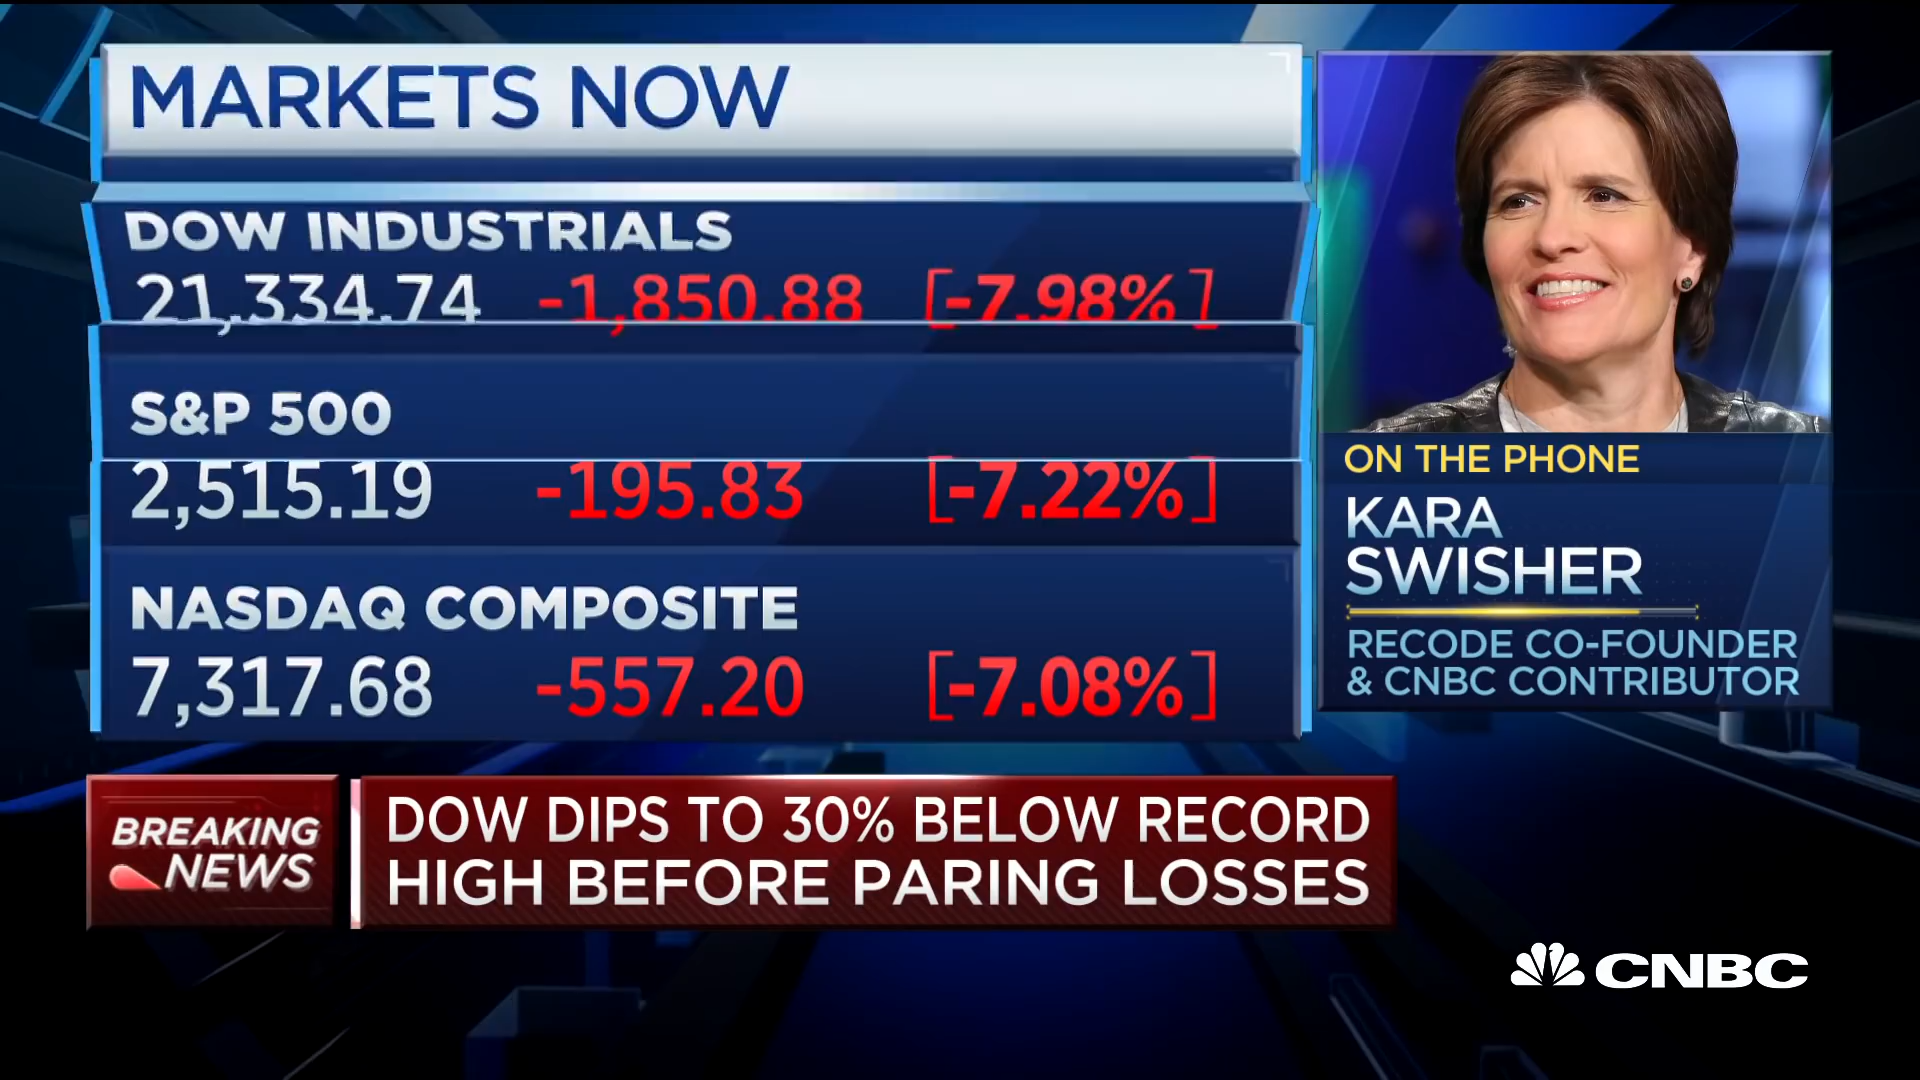 MARKETS NOW
DOW INDUSTRIALS
21,334.74 -1,850.88 [-7.98%]
S&P 500
2,515.19 -195.83 [-7.22%]
NASDAQ COMPOSITE
7,317.68 -557.20 [-7.08%]
ON THE PHONE
KARA
SWISHER
RECODE CO-FOUNDER
& CNBC CONTRIBUTOR
BREAKING
NEWS
DOW DIPS TO 30% BELOW RECORD
HIGH BEFORE PARING LOSSES
CNBC